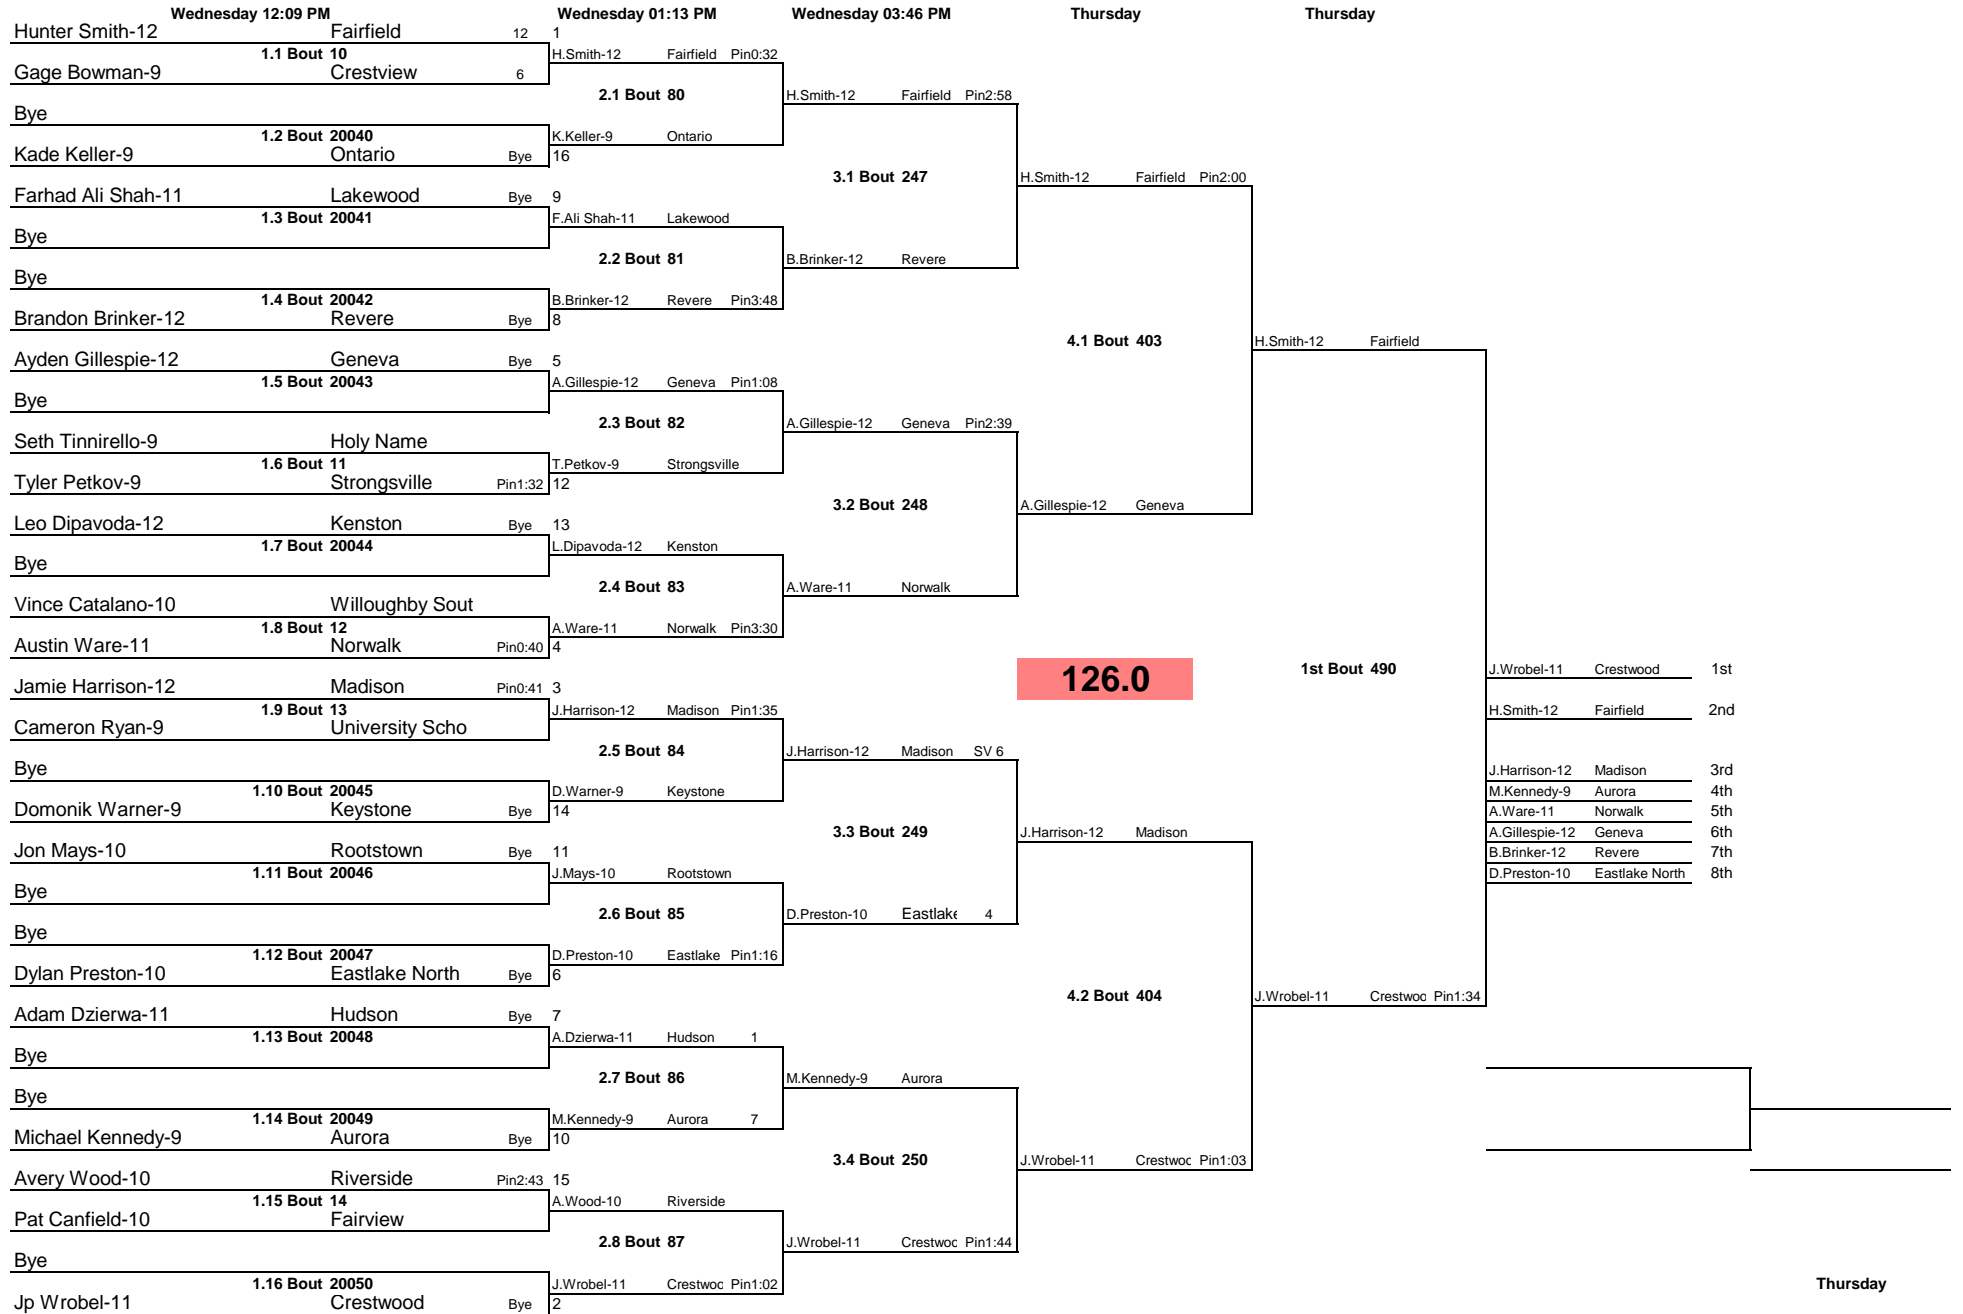 Wednesday 12:09 PM Wednesday 01:13 PM Wednesday 03:46 PM Thursday Thursday
Hunter Smith-12 Fairfield 12 1
1.1 Bout 10 H.Smith-12 Fairfield Pin0:32
Gage Bowman-9 Crestview 6
2.1 Bout 80 H.Smith-12 Fairfield Pin2:58
Bye
1.2 Bout 20040 K.Keller-9 Ontario
Kade Keller-9 Ontario Bye 16
3.1 Bout 247 H.Smith-12 Fairfield Pin2:00
Farhad Ali Shah-11 Lakewood Bye 9
1.3 Bout 20041 F.Ali Shah-11 Lakewood
Bye
2.2 Bout 81 B.Brinker-12 Revere
Bye
1.4 Bout 20042 B.Brinker-12 Revere Pin3:48
Brandon Brinker-12 Revere Bye 8
4.1 Bout 403 H.Smith-12 Fairfield
Ayden Gillespie-12 Geneva Bye 5
1.5 Bout 20043 A.Gillespie-12 Geneva Pin1:08
Bye
2.3 Bout 82 A.Gillespie-12 Geneva Pin2:39
Seth Tinnirello-9 Holy Name
1.6 Bout 11 T.Petkov-9 Strongsville
Tyler Petkov-9 Strongsville Pin1:32 12
3.2 Bout 248 A.Gillespie-12 Geneva
Leo Dipavoda-12 Kenston Bye 13
1.7 Bout 20044 L.Dipavoda-12 Kenston
Bye
2.4 Bout 83 A.Ware-11 Norwalk
Vince Catalano-10 Willoughby Sout
1.8 Bout 12 A.Ware-11 Norwalk Pin3:30
Austin Ware-11 Norwalk Pin0:40 4
126.0 1st Bout 490 J.Wrobel-11 Crestwood 1st
Jamie Harrison-12 Madison Pin0:41 3
1.9 Bout 13 J.Harrison-12 Madison Pin1:35 H.Smith-12 Fairfield 2nd
Cameron Ryan-9 University Scho
2.5 Bout 84 J.Harrison-12 Madison SV 6
Bye J.Harrison-12 Madison 3rd
1.10 Bout 20045 D.Warner-9 Keystone M.Kennedy-9 Aurora 4th
Domonik Warner-9 Keystone Bye 14 A.Ware-11 Norwalk 5th
3.3 Bout 249 J.Harrison-12 Madison A.Gillespie-12 Geneva 6th
Jon Mays-10 Rootstown Bye 11 B.Brinker-12 Revere 7th
1.11 Bout 20046 J.Mays-10 Rootstown D.Preston-10 Eastlake North 8th
Bye
2.6 Bout 85 D.Preston-10 Eastlake 4
Bye
1.12 Bout 20047 D.Preston-10 Eastlake Pin1:16
Dylan Preston-10 Eastlake North Bye 6
4.2 Bout 404 J.Wrobel-11 Crestwoo Pin1:34
Adam Dzierwa-11 Hudson Bye 7
1.13 Bout 20048 A.Dzierwa-11 Hudson 1
Bye
2.7 Bout 86 M.Kennedy-9 Aurora
Bye
1.14 Bout 20049 M.Kennedy-9 Aurora 7
Michael Kennedy-9 Aurora Bye 10
3.4 Bout 250 J.Wrobel-11 Crestwoo Pin1:03
Avery Wood-10 Riverside Pin2:43 15
1.15 Bout 14 A.Wood-10 Riverside
Pat Canfield-10 Fairview
2.8 Bout 87 J.Wrobel-11 Crestwoo Pin1:44
Bye
1.16 Bout 20050 J.Wrobel-11 Crestwoo Pin1:02 Thursday
Jp Wrobel-11 Crestwood Bye 2